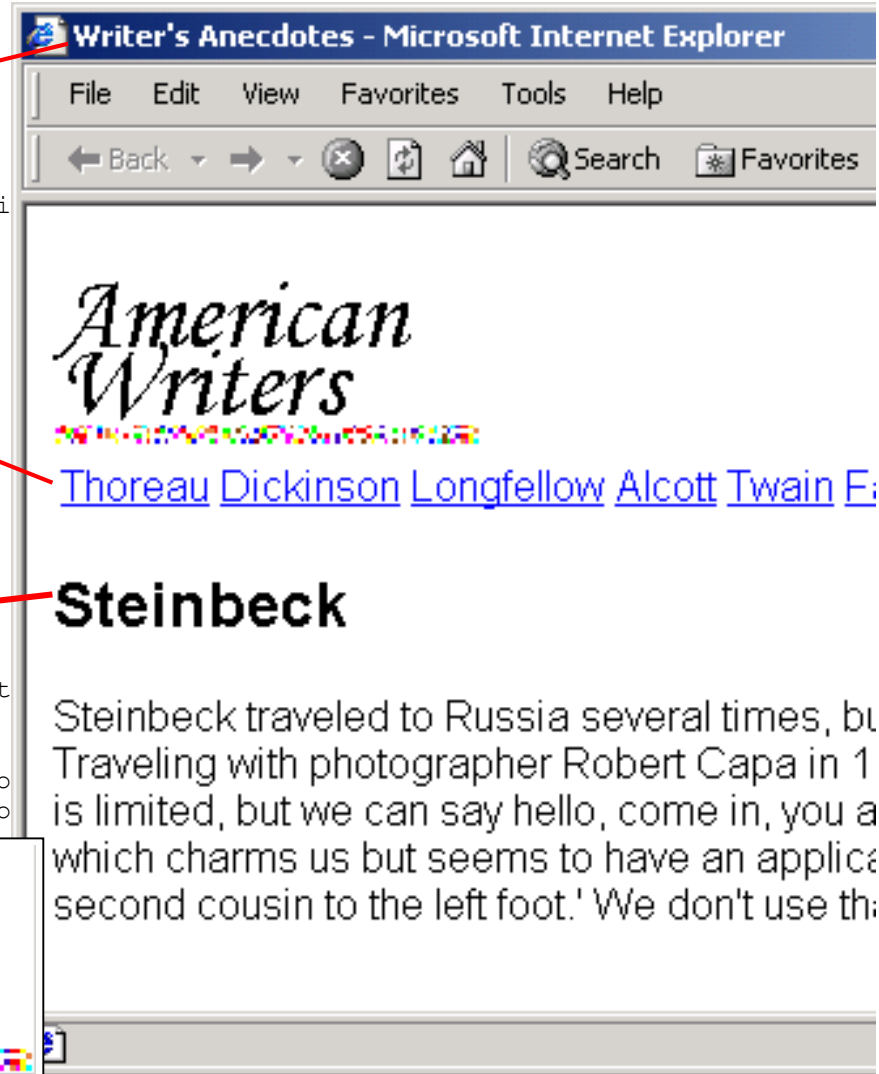 Writer's Anecdotes - Microsoft Internet Explorer
File Edit View Favorites Tools Help
Back Search Favorites
i
American
Writers
Thoreau Dickinson Longfellow Alcott Twain Fa
Steinbeck
t
Steinbeck traveled to Russia several times, bu
Traveling with photographer Robert Capa in 1
o
is limited, but we can say hello, come in, you a
o
which charms us but seems to have an applica
second cousin to the left foot.' We don't use tha